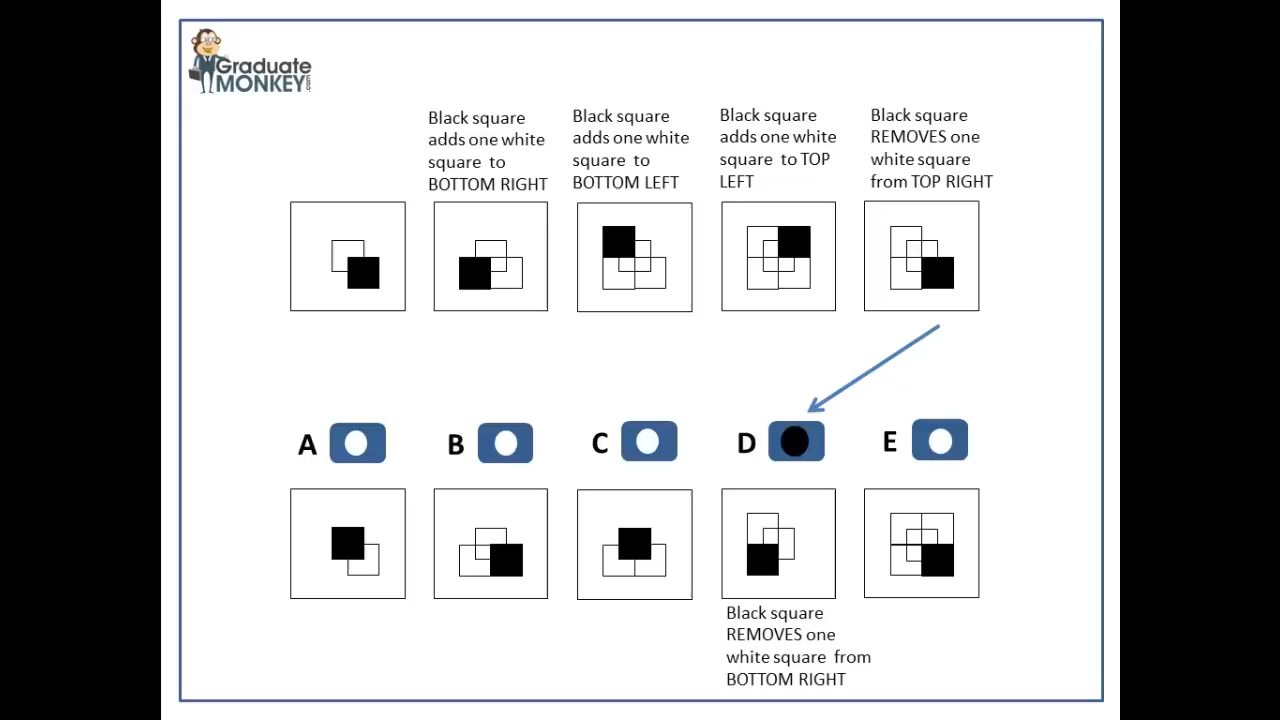 Graduate
MONKEY.com
Black square
adds one white
square to
BOTTOM RIGHT
Black square
adds one white
square to
BOTTOM LEFT
Black square
adds one white
square to TOP
LEFT
Black square
REMOVES one
white square
from TOP RIGHT
A
B
C
D
E
Black square
REMOVES one
white square from
BOTTOM RIGHT